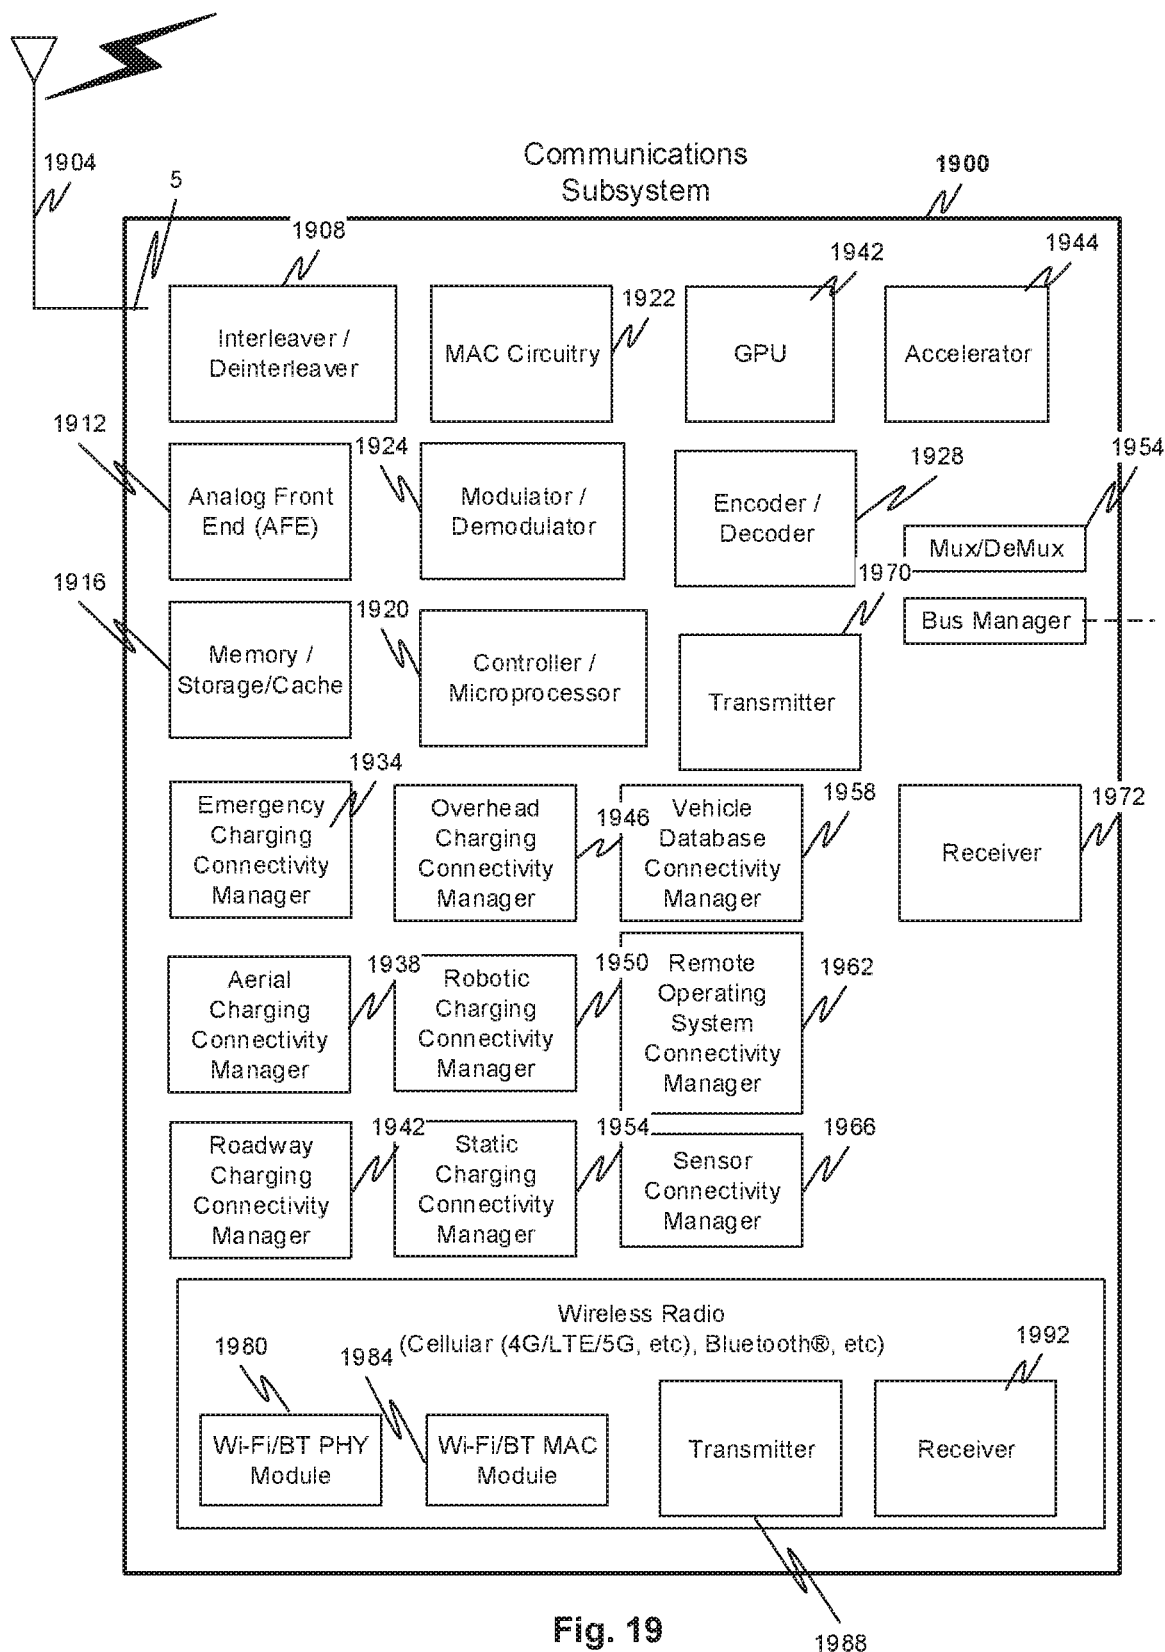 Communications
Subsystem
1900
1904
5
1908
1942
1944
1922
Interleaver /
Deinterleaver
MAC Circuitry
GPU
Accelerator
1912
1924
1928
1954
Analog Front
End (AFE)
Modulator /
Demodulator
Encoder /
Decoder
Mux/DeMux
1970
1916
1920
Bus Manager
Memory /
Storage/Cache
Controller /
Microprocessor
Transmitter
1934
Emergency
Charging
Connectivity
Manager
Overhead
Charging
Connectivity
Manager
1946
Vehicle
Database
Connectivity
Manager
1958
Receiver
1972
Aerial
Charging
Connectivity
Manager
1938
Robotic
Charging
Connectivity
Manager
1950
Remote
Operating
System
Connectivity
Manager
1962
Roadway
Charging
Connectivity
Manager
1942
Static
Charging
Connectivity
Manager
1954
Sensor
Connectivity
Manager
1966
Wireless Radio
(Cellular (4G/LTE/5G, etc), Bluetooth®, etc)
1980
1984
1992
Wi-Fi/BT PHY
Module
Wi-Fi/BT MAC
Module
Transmitter
Receiver
1988
Fig. 19